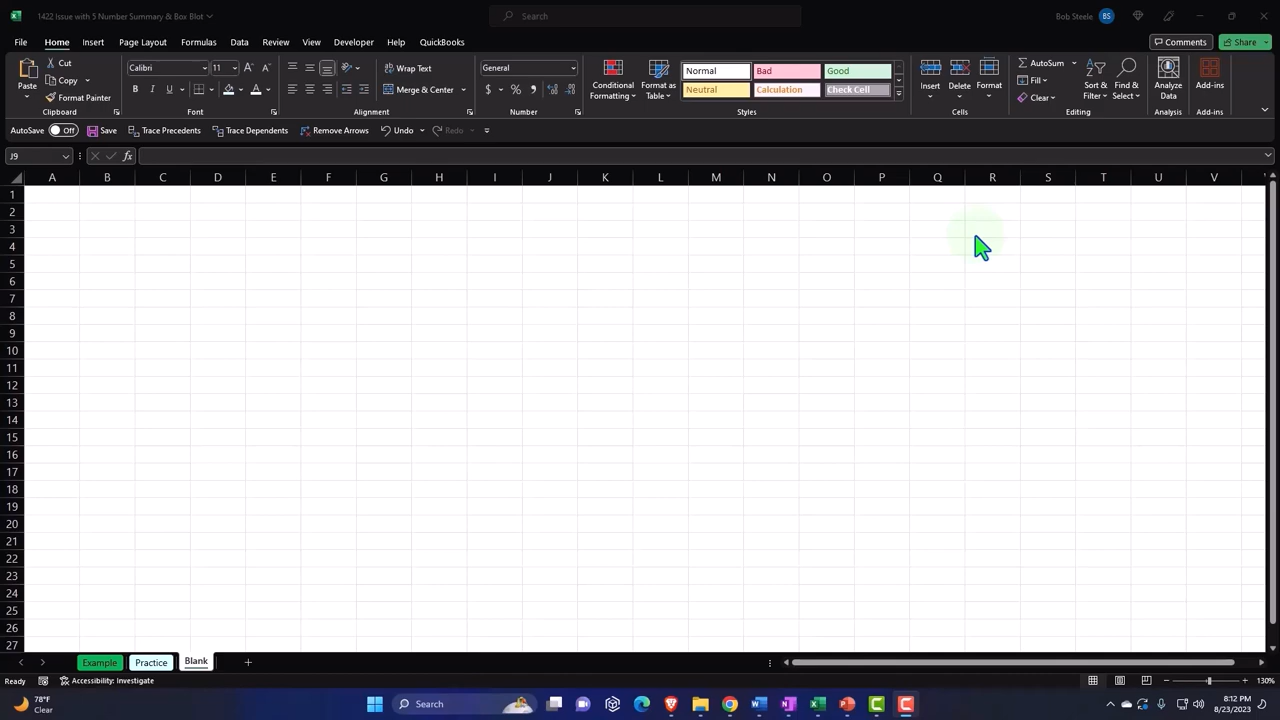 1422 Issue with 5 Number Summary & Box Blot
Search
Bob Steele BS
File Home Insert Page Layout Formulas Data Review View Developer Help QuickBooks
Comments Share
Paste
Cut
Copy
Format Painter
Clipboard
Calibri 11
B I U
Font
Wrap Text
Merge & Center
Alignment
General
$ % ,
Number
Conditional Formatting
Format as Table
Normal Bad Good
Neutral Calculation Check Cell
Styles
Insert Delete Format
Cells
AutoSum
Fill
Clear
Sort & Filter
Find & Select
Editing
Analyze Data
Analysis
Add-ins
Add-ins
AutoSave Off Save Trace Precedents Trace Dependents Remove Arrows Undo Redo
J9 fx
A B C D E F G H I J K L M N O P Q R S T U V
1
2
3
4
5
6
7
8
9
10
11
12
13
14
15
16
17
18
19
20
21
22
23
24
25
26
27
Example Practice Blank
Ready Accessibility: Investigate 130%
78°F
Clear
Search
8:12 PM
8/23/2023